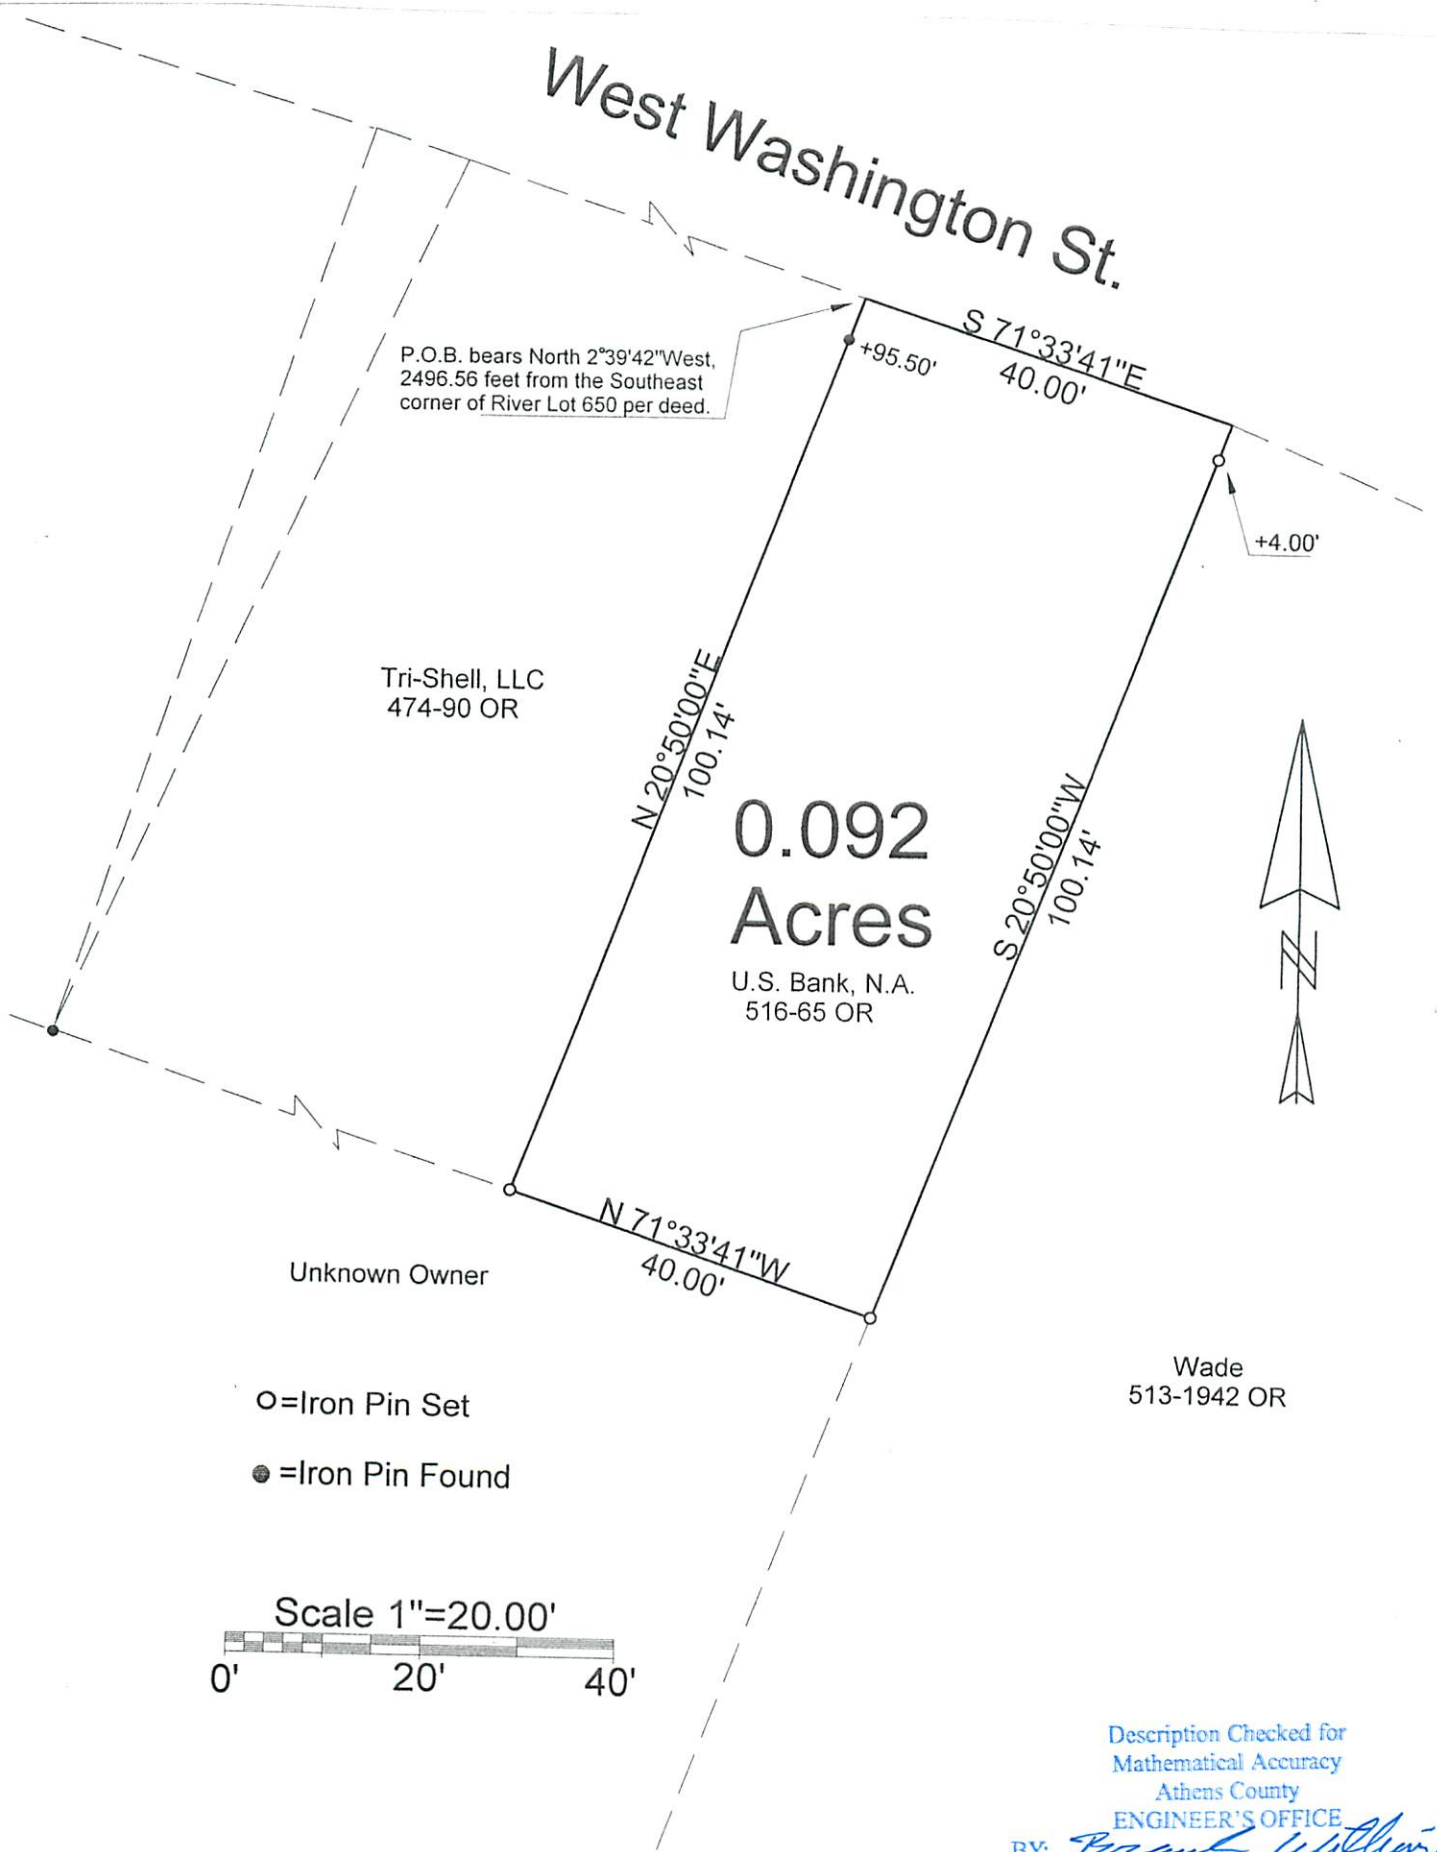 West Washington St.
S 71°33'41"E
40.00'
P.O.B. bears North 2°39'42"West,
2496.56 feet from the Southeast
corner of River Lot 650 per deed.
+95.50'
+4.00'
Tri-Shell, LLC
474-90 OR
N 20°50'00"E
100.14'
0.092
Acres
U.S. Bank, N.A.
516-65 OR
S 20°50'00"W
100.14'
N
N 71°33'41"W
40.00'
Unknown Owner
Wade
513-1942 OR
=Iron Pin Set
=Iron Pin Found
Scale 1"=20.00'
0' 20' 40'
Description Checked for
Mathematical Accuracy
Athens County
ENGINEER'S OFFICE
BY: